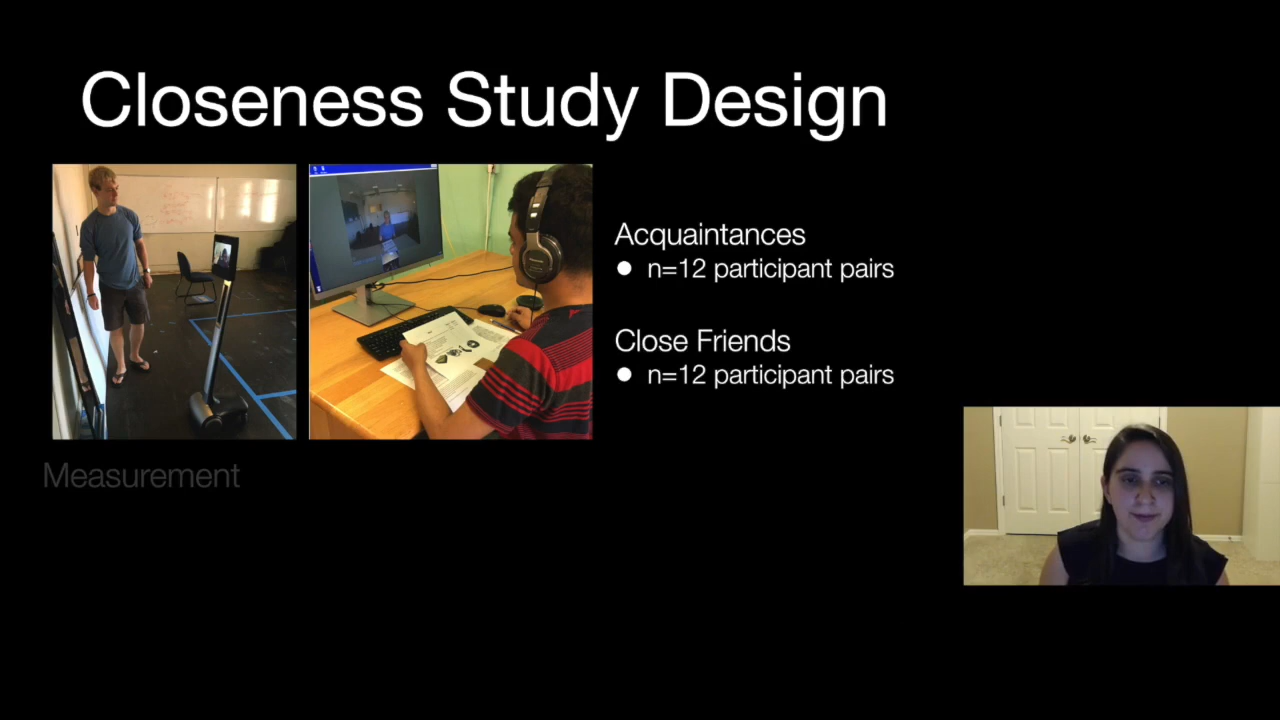 Closeness Study Design
Acquaintances
● n=12 participant pairs
Close Friends
● n=12 participant pairs
Measurement